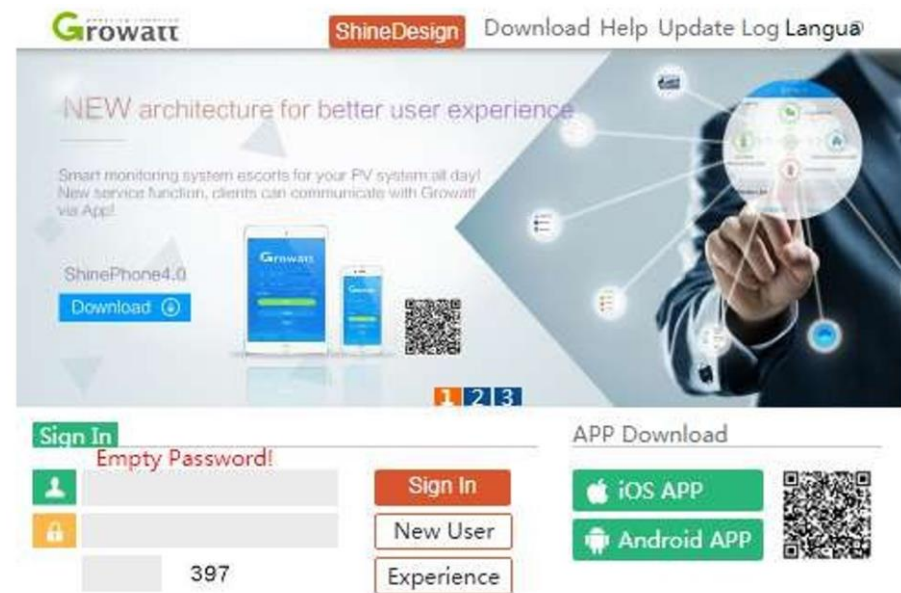 Growatt
ShineDesign Download Help Update Log Langua
NEW architecture for better user experience
Smart monitoring system escorts for your PV system all day!
New service function, clients can communicate with Growatt
via App!
ShinePhone4.0
Download
Growatt
1 2 3
Sign In
Empty Password!
Sign In
New User
397
Experience
APP Download
iOS APP
Android APP